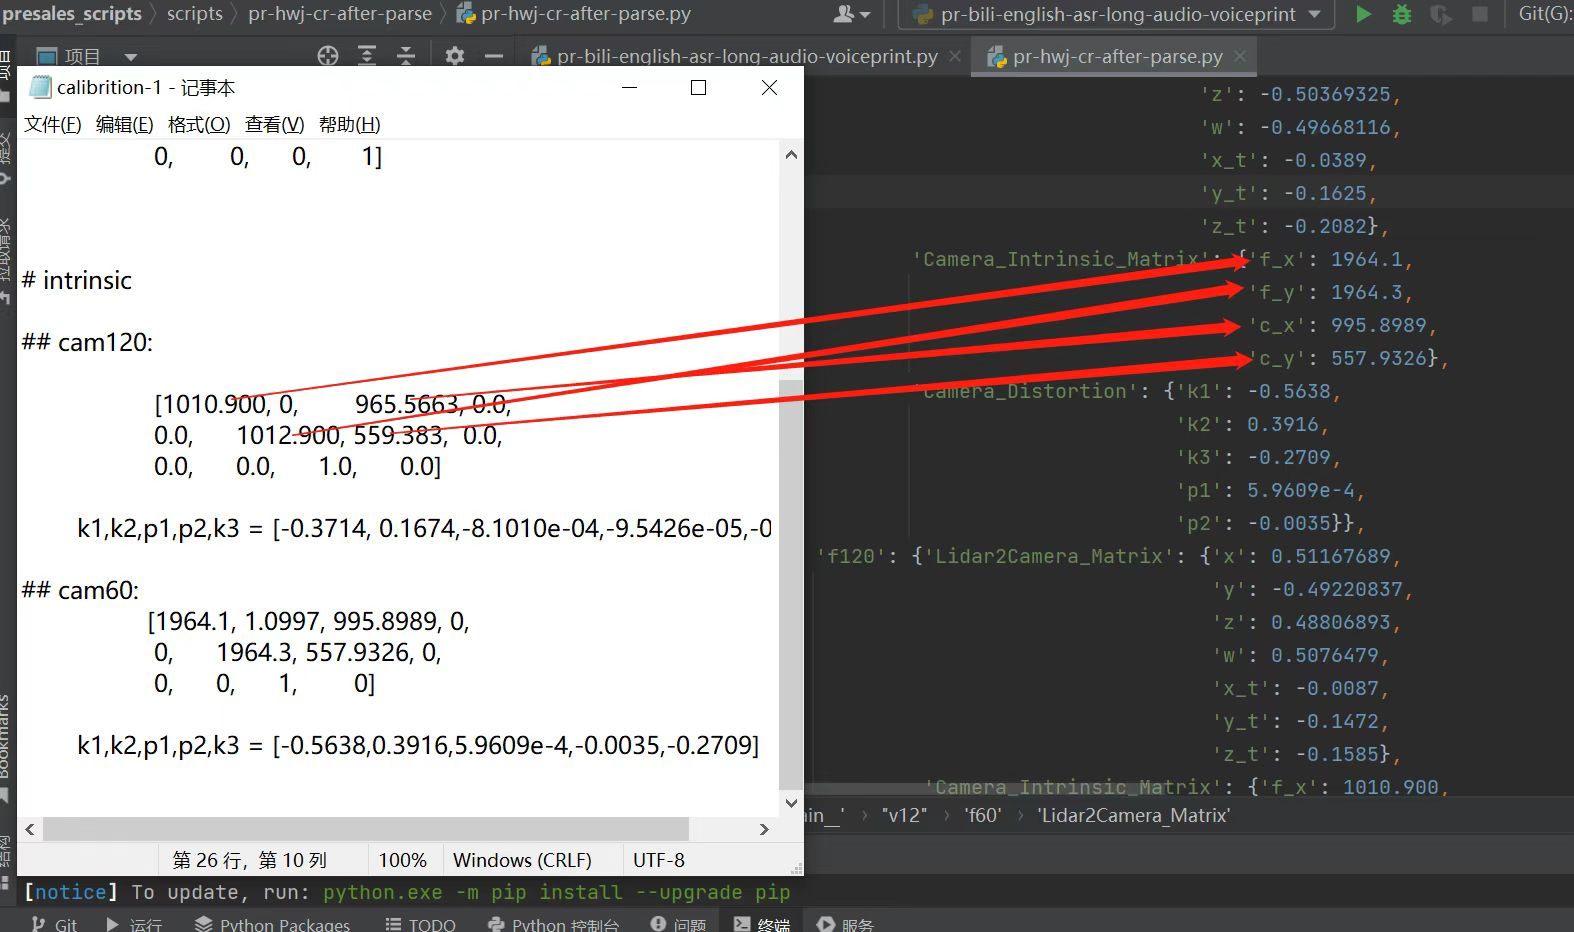 presales_scripts scripts pr-hwj-cr-after-parse pr-hwj-cr-after-parse.py pr-bili-english-asr-long-audio-voiceprint Git(G):
项目 pr-bili-english-asr-long-audio-voiceprint.py pr-hwj-cr-after-parse.py
项目
提交
拉取请求
Bookmarks
结构
calibrition-1 - 记事本
文件(F) 编辑(E) 格式(O) 查看(V) 帮助(H)
0, 0, 0, 1]
# intrinsic
## cam120:
[1010.900, 0, 965.5663, 0.0,
0.0, 1012.900, 559.383, 0.0,
0.0, 0.0, 1.0, 0.0]
k1,k2,p1,p2,k3 = [-0.3714, 0.1674,-8.1010e-04,-9.5426e-05,-0
## cam60:
[1964.1, 1.0997, 995.8989, 0,
0, 1964.3, 557.9326, 0,
0, 0, 1, 0]
k1,k2,p1,p2,k3 = [-0.5638,0.3916,5.9609e-4,-0.0035,-0.2709]
第 26 行，第 10 列 100% Windows (CRLF) UTF-8
'z': -0.50369325,
'w': -0.49668116,
'x_t': -0.0389,
'y_t': -0.1625,
'z_t': -0.2082},
'Camera_Intrinsic_Matrix': {'f_x': 1964.1,
'f_y': 1964.3,
'c_x': 995.8989,
'c_y': 557.9326},
'Camera_Distortion': {'k1': -0.5638,
'k2': 0.3916,
'k3': -0.2709,
'p1': 5.9609e-4,
'p2': -0.0035}},
'f120': {'Lidar2Camera_Matrix': {'x': 0.51167689,
'y': -0.49220837,
'z': 0.48806893,
'w': 0.5076479,
'x_t': -0.0087,
'y_t': -0.1472,
'z_t': -0.1585},
'Camera_Intrinsic_Matrix': {'f_x': 1010.900,
ain__' "v12" 'f60' 'Lidar2Camera_Matrix'
[notice] To update, run: python.exe -m pip install --upgrade pip
Git 运行 Python Packages TODO Python 控制台 问题 终端 服务